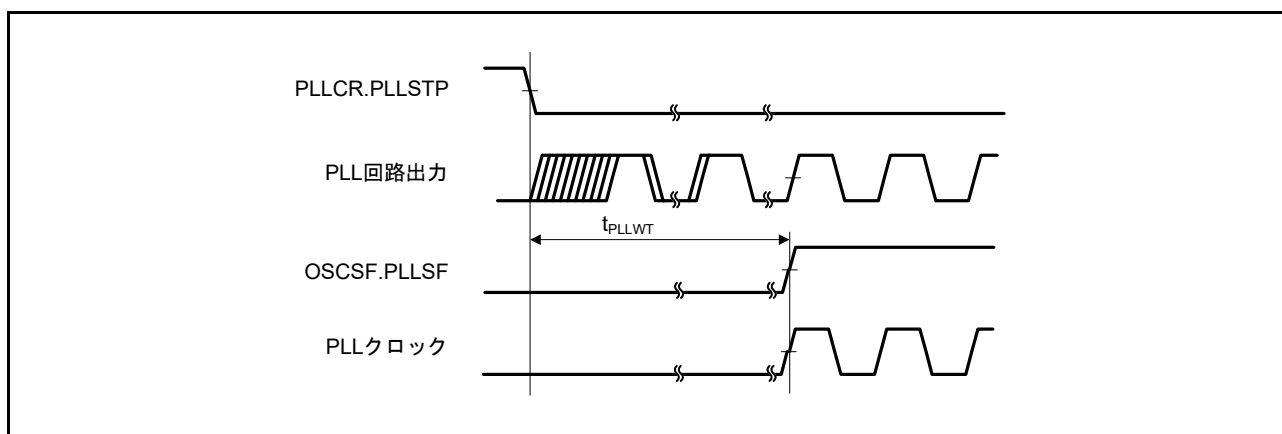 PLLCR.PLLSTP
PLL回路出力
tPLLWT
OSCSF.PLLSF
PLLクロック